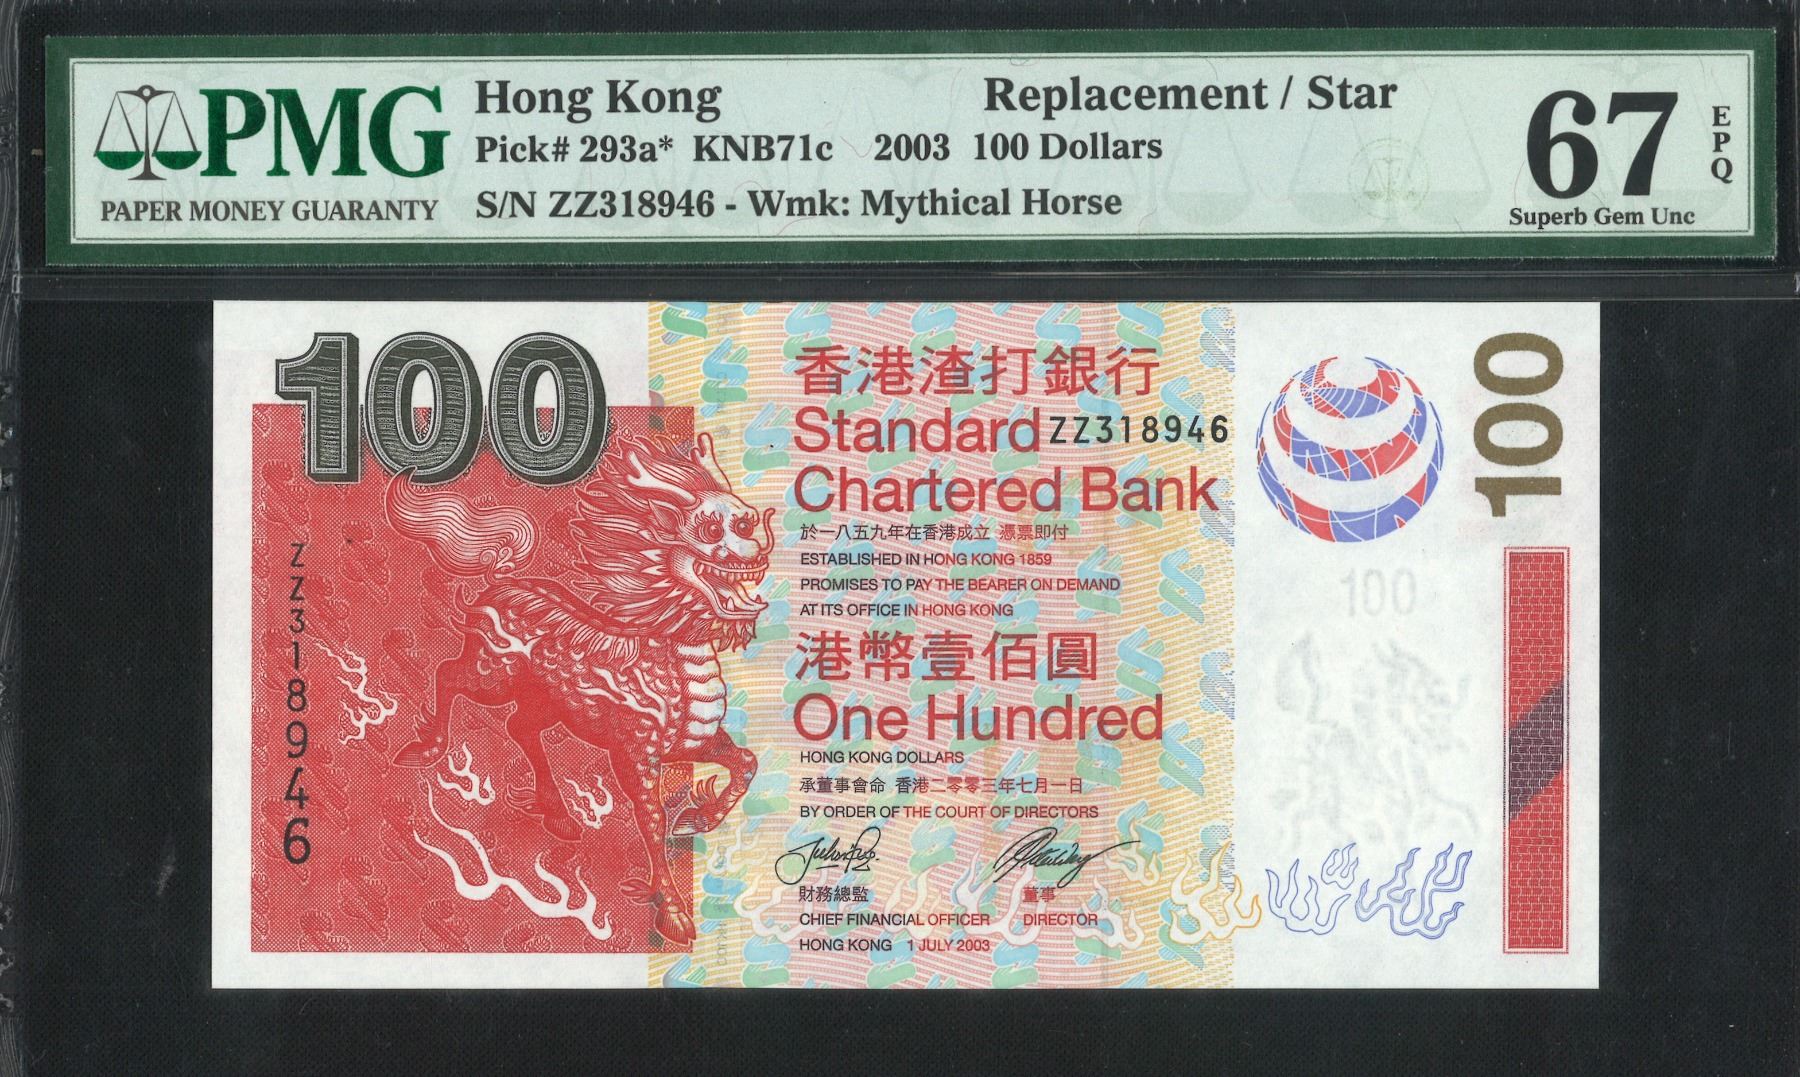 PMG
PAPER MONEY GUARANTY
Hong Kong
Replacement / Star
Pick# 293a* KNB71c 2003 100 Dollars
S/N ZZ318946 - Wmk: Mythical Horse
67
EPQ
Superb Gem Unc
100
ZZ318946
香港渣打銀行
Standard
ZZ318946
Chartered Bank
於一八五九年在香港成立 憑票即付
ESTABLISHED IN HONG KONG 1859
PROMISES TO PAY THE BEARER ON DEMAND
AT ITS OFFICE IN HONG KONG
港幣壹佰圓
One Hundred
HONG KONG DOLLARS
承董事會命 香港二零零三年七月一日
BY ORDER OF THE COURT OF DIRECTORS
財務總監 董事
CHIEF FINANCIAL OFFICER DIRECTOR
HONG KONG 1 JULY 2003
100
100